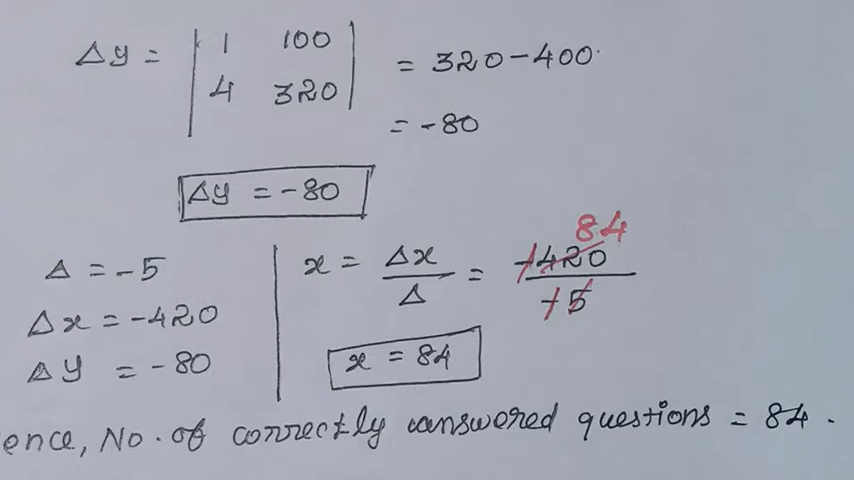 Δy = | 1 100 | = 320-400
| 4 320 |
= -80
Δy = -80
Δ = -5
Δx = -420
Δy = -80
x = Δx/Δ = -420/-5 84
x = 84
ence, No. of correctly answered questions = 84.